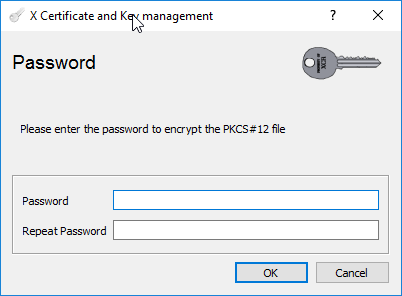 X Certificate and Key management
Password
Please enter the password to encrypt the PKCS#12 file
Password
Repeat Password
OK
Cancel